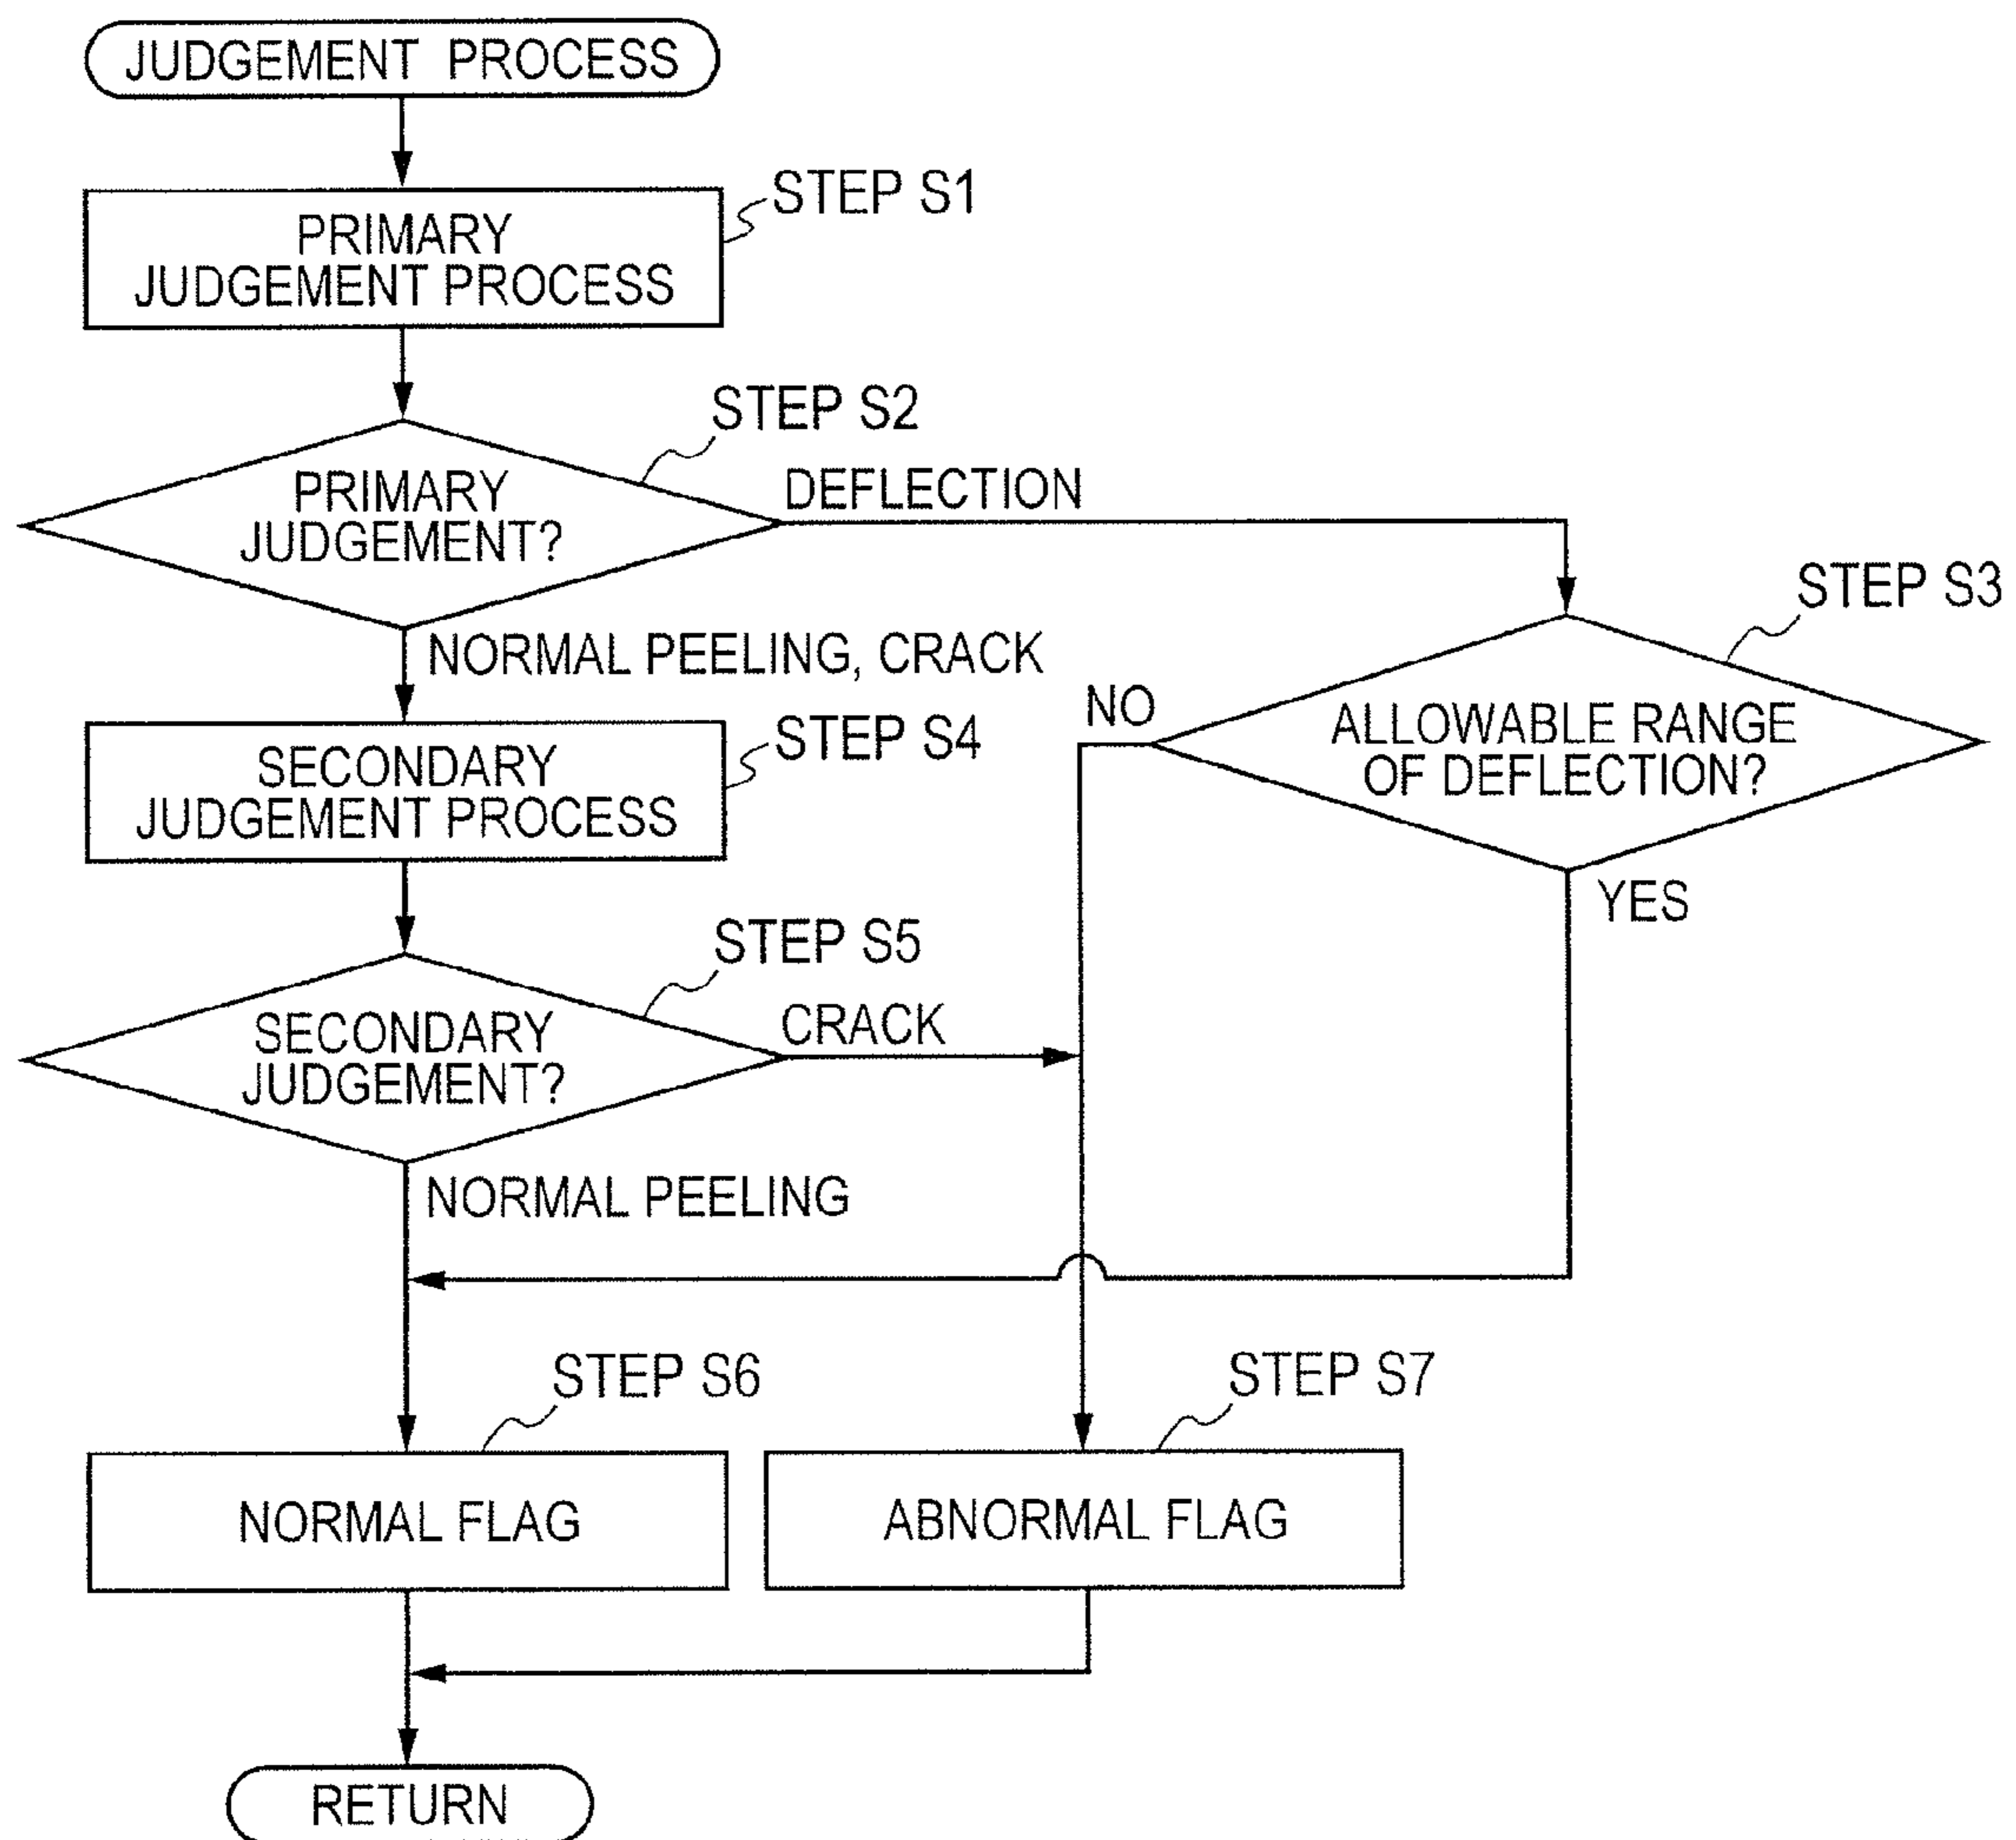 JUDGEMENT PROCESS
STEP S1
PRIMARY
JUDGEMENT PROCESS
STEP S2
PRIMARY
JUDGEMENT?
DEFLECTION
STEP S3
NORMAL PEELING, CRACK
NO
ALLOWABLE RANGE
OF DEFLECTION?
YES
STEP S4
SECONDARY
JUDGEMENT PROCESS
STEP S5
SECONDARY
JUDGEMENT?
CRACK
NORMAL PEELING
STEP S6
STEP S7
NORMAL FLAG
ABNORMAL FLAG
RETURN